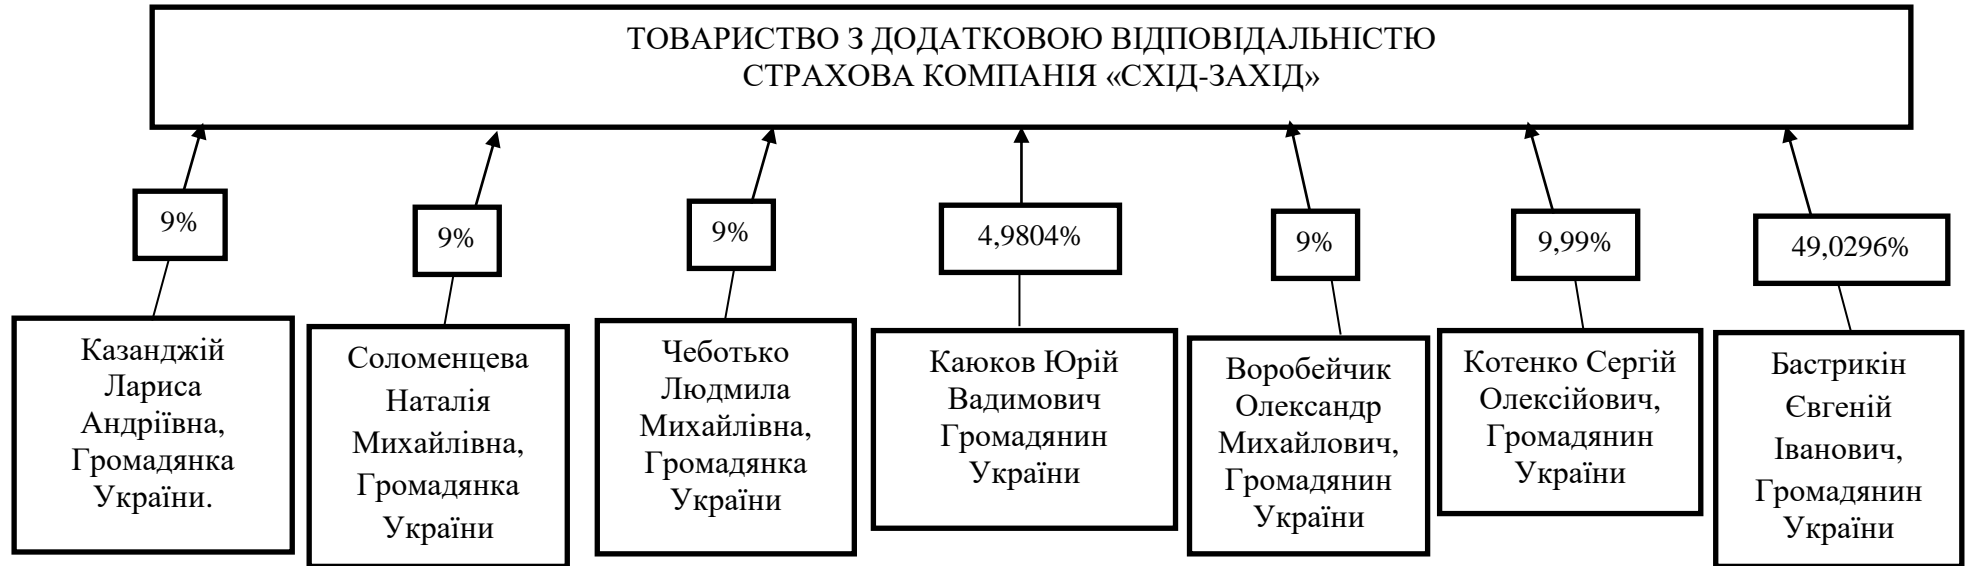 ТОВАРИСТВО З ДОДАТКОВОЮ ВІДПОВІДАЛЬНІСТЮ
СТРАХОВА КОМПАНІЯ «СХІД-ЗАХІД»
9%
9%
9%
4,9804%
9%
9,99%
49,0296%
Казанджій
Лариса
Андріївна,
Громадянка
України.
Соломенцева
Наталія
Михайлівна,
Громадянка
України
Чеботько
Людмила
Михайлівна,
Громадянка
України
Каюков Юрій
Вадимович
Громадянин
України
Воробейчик
Олександр
Михайлович,
Громадянин
України
Котенко Сергій
Олексійович,
Громадянин
України
Бастрикін
Євгеній
Іванович,
Громадянин
України